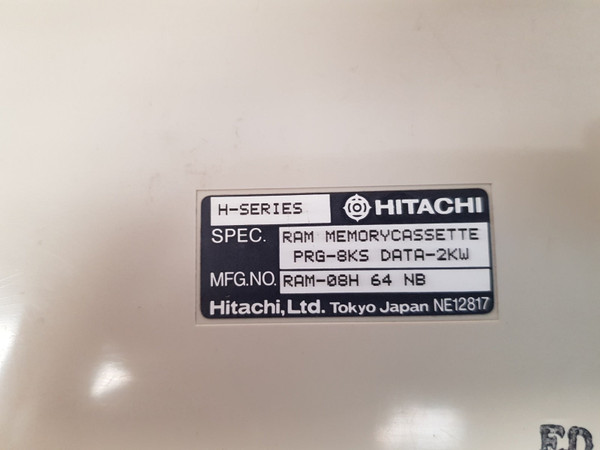 H-SERIES HITACHI
SPEC. RAM MEMORYCASSETTE
PRG-8KS DATA-2KW
MFG.NO. RAM-08H 64 NB
Hitachi, Ltd. Tokyo Japan NE12817